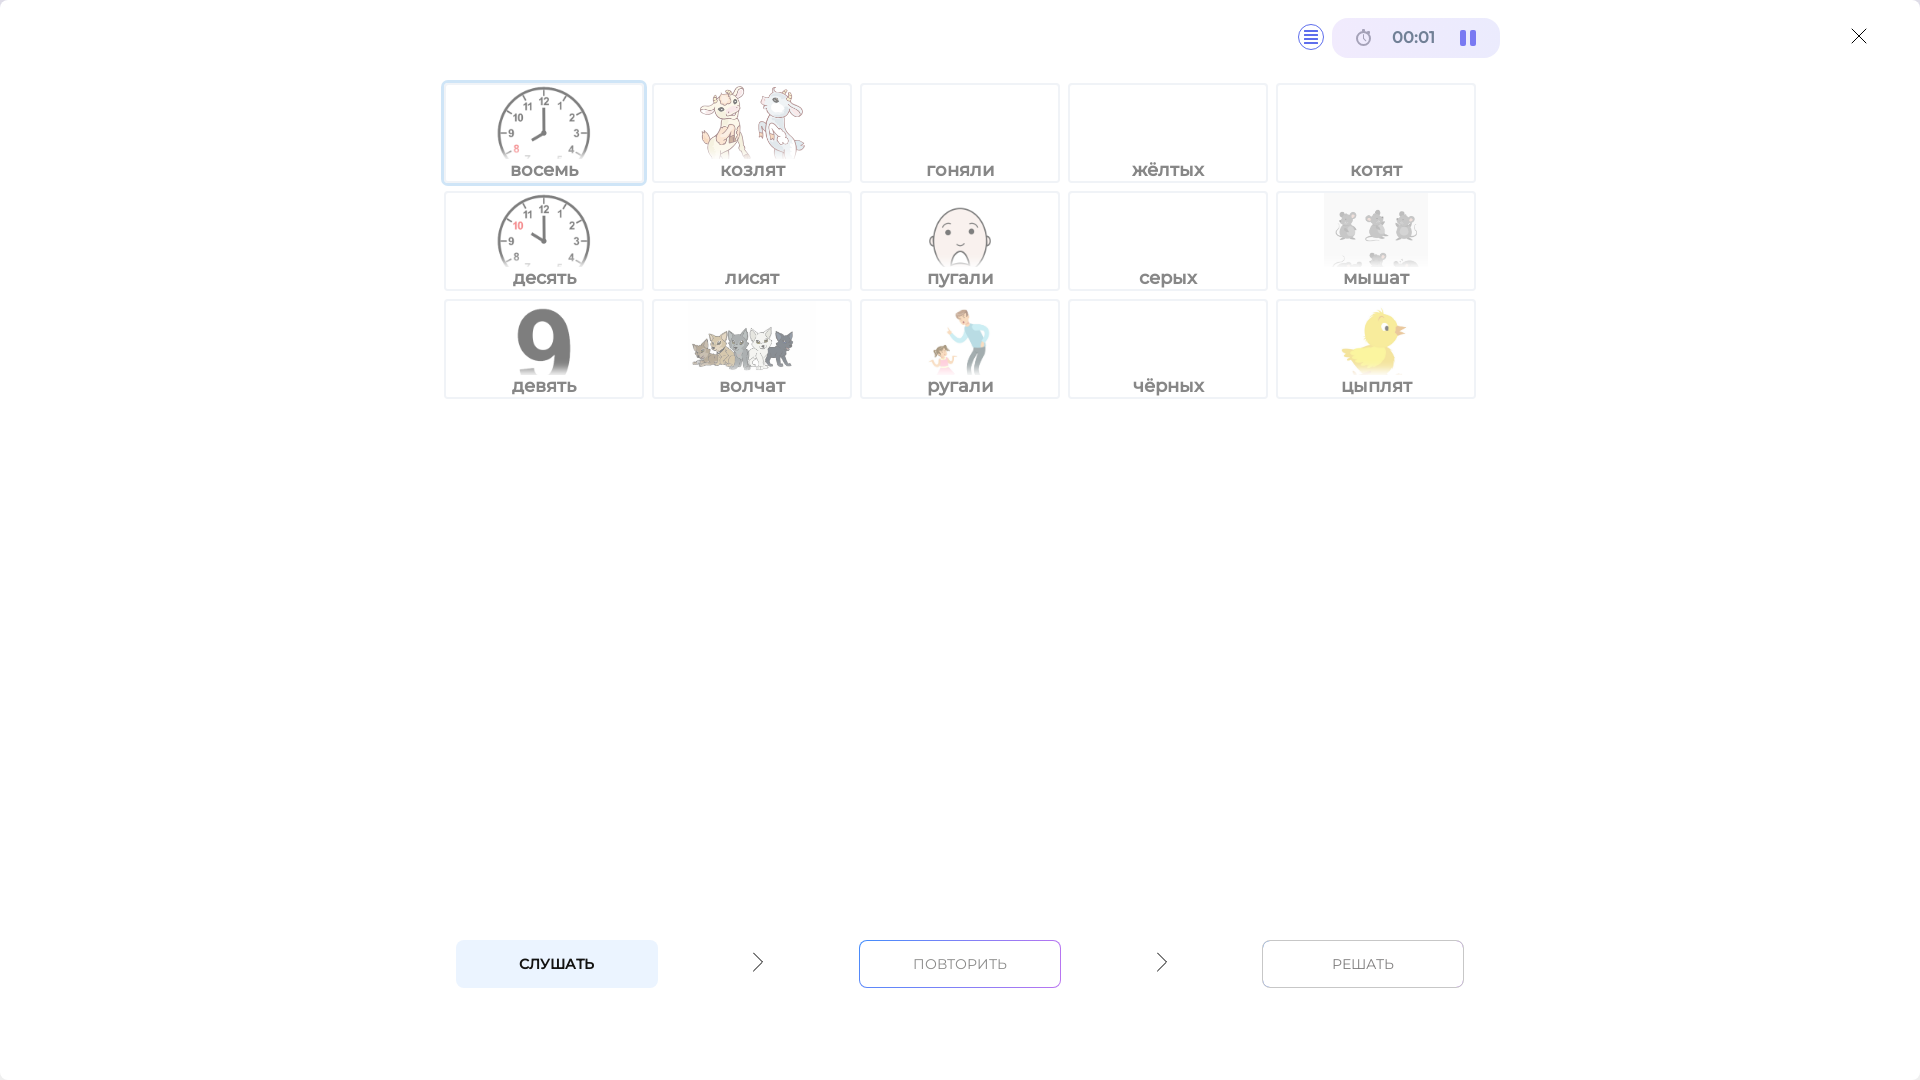 00:01
восемь
козлят
гоняли
жёлтых
котят
десять
лисят
пугали
серых
мышат
9
девять
волчат
ругали
чёрных
цыплят
СЛУШАТЬ
ПОВТОРИТЬ
РЕШАТЬ